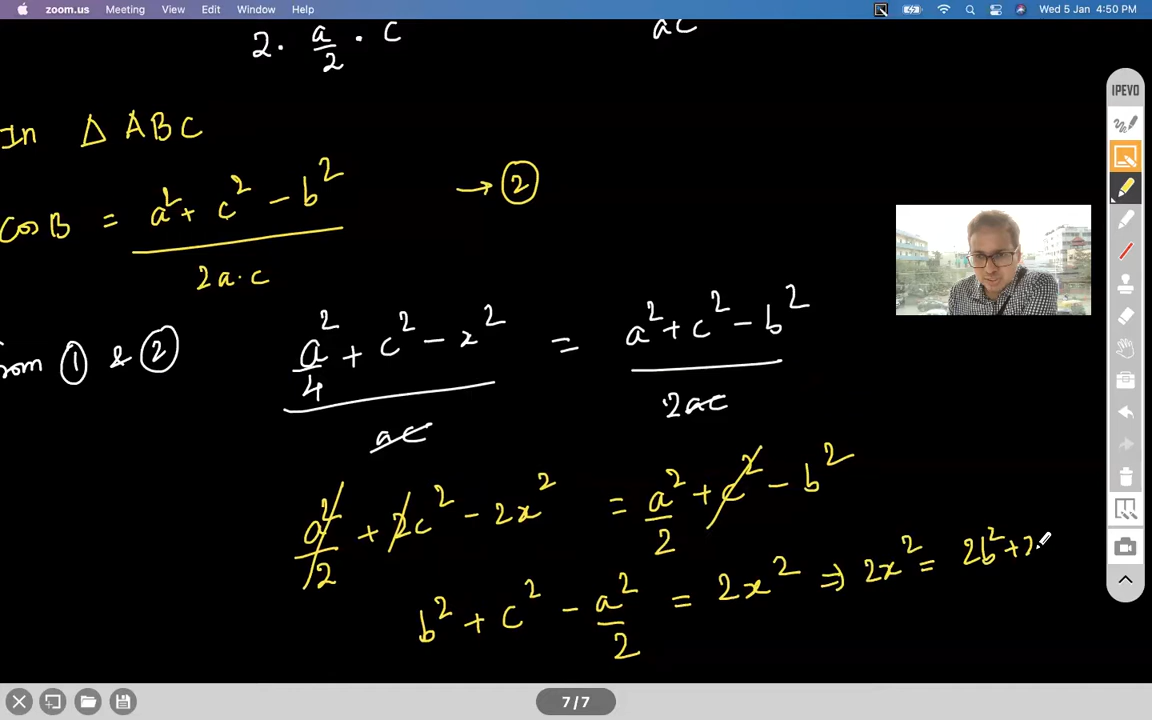 zoom.us Meeting View Edit Window Help Wed 5 Jan 4:50 PM
2 · a/2 · c ac
IPEVO
In Δ ABC
Cos B = (a² + c² - b²)/(2a·c) → ②
From ① & ② (a²/4 + c² - x²)/(ac) = (a² + c² - b²)/(2ac)
a²/2 + 2c² - 2x² = a²/2 + c² - b²
b² + c² - a²/2 = 2x² ⇒ 2x² = 2b² + 2
7/7